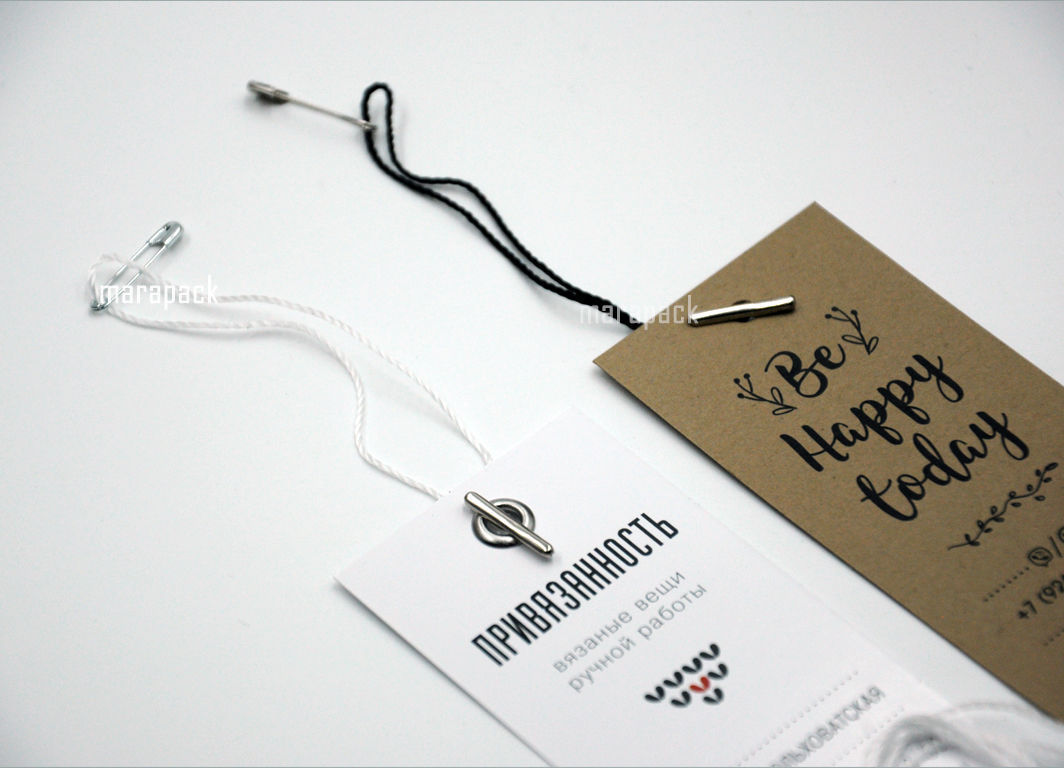 marapack
marapack
Be
Happy
today
+7 (92
ПРИВЯЗАННОСТЬ
вязаные вещи
ручной работы